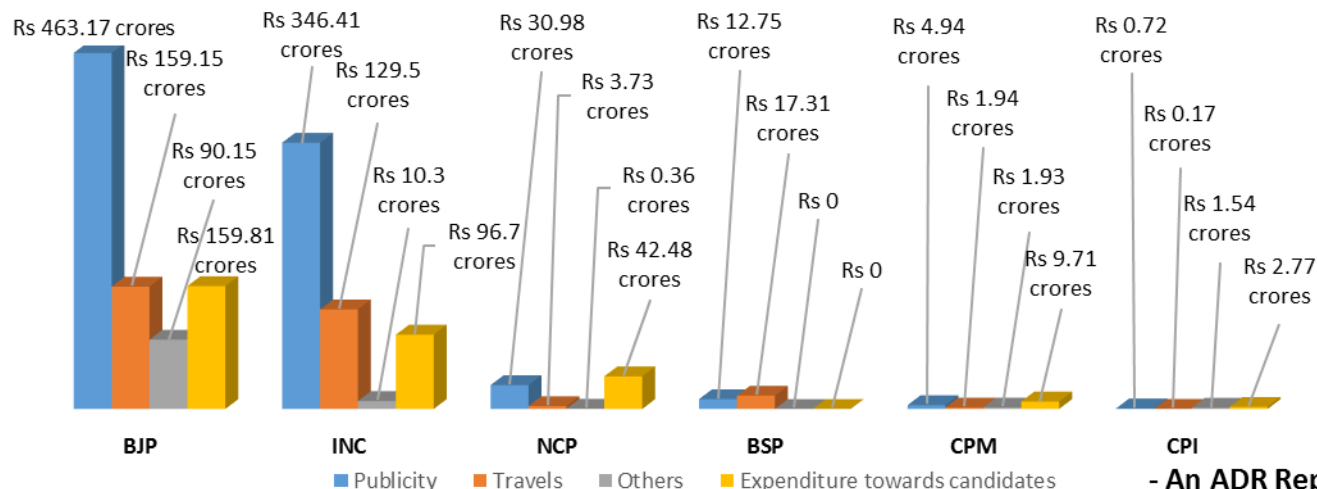 Rs 463.17 crores
Rs 159.15
crores
Rs 90.15
crores
Rs 159.81
crores
Rs 346.41
crores
Rs 129.5
crores
Rs 10.3
crores
Rs 96.7
crores
Rs 30.98
crores
Rs 3.73
crores
Rs 0.36
crores
Rs 42.48
crores
Rs 12.75
crores
Rs 17.31
crores
Rs 0
Rs 0
Rs 4.94
crores
Rs 1.94
crores
Rs 1.93
crores
Rs 9.71
crores
Rs 0.72
crores
Rs 0.17
crores
Rs 1.54
crores
Rs 2.77
crores
BJP INC NCP BSP CPM CPI
Publicity Travels Others Expenditure towards candidates
- An ADR Rep